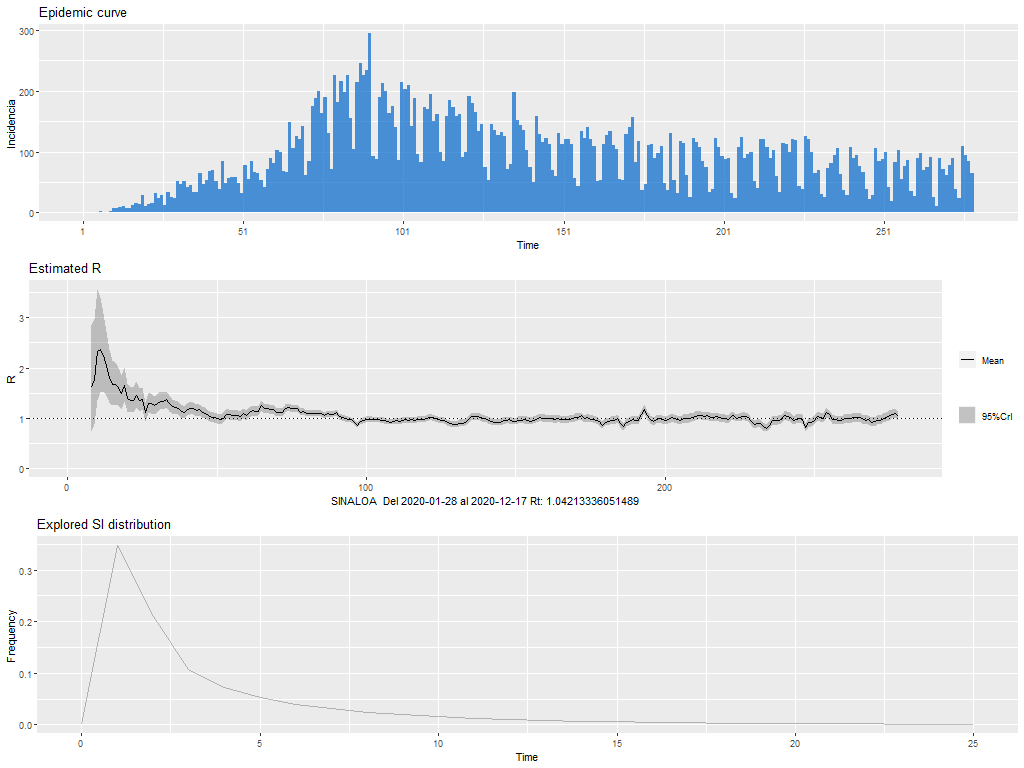 Epidemic curve
300
200
100
0
Incidencia
1 51 101 151 201 251
Time
Estimated R
3
2
1
0
R
Mean
95%CrI
0 100 200
SINALOA Del 2020-01-28 al 2020-12-17 Rt: 1.04213336051489
Explored SI distribution
0.3
0.2
0.1
0.0
Frequency
0 5 10 15 20 25
Time